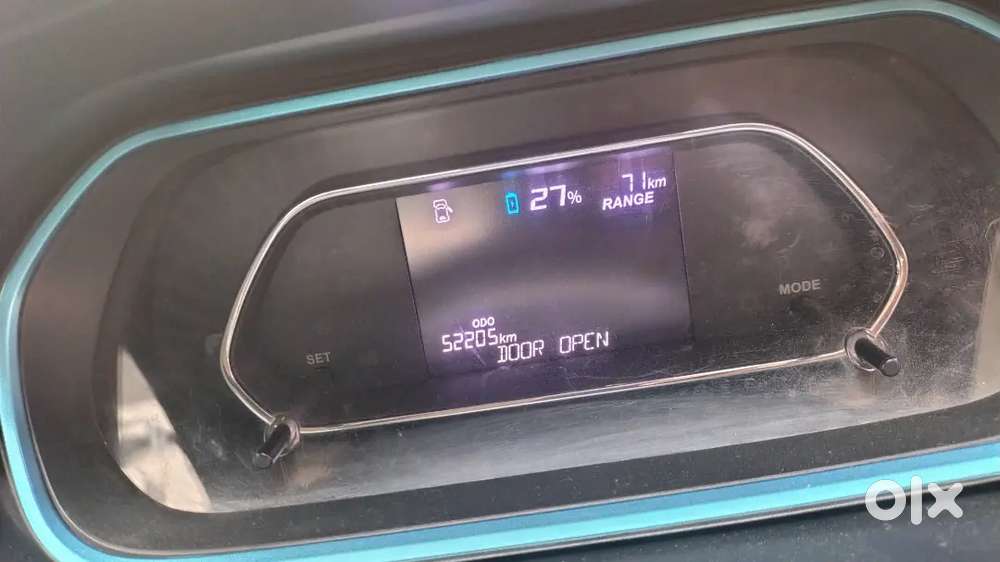 27% 71km
RANGE
ODO
52205km
DOOR OPEN
SET
MODE
olx